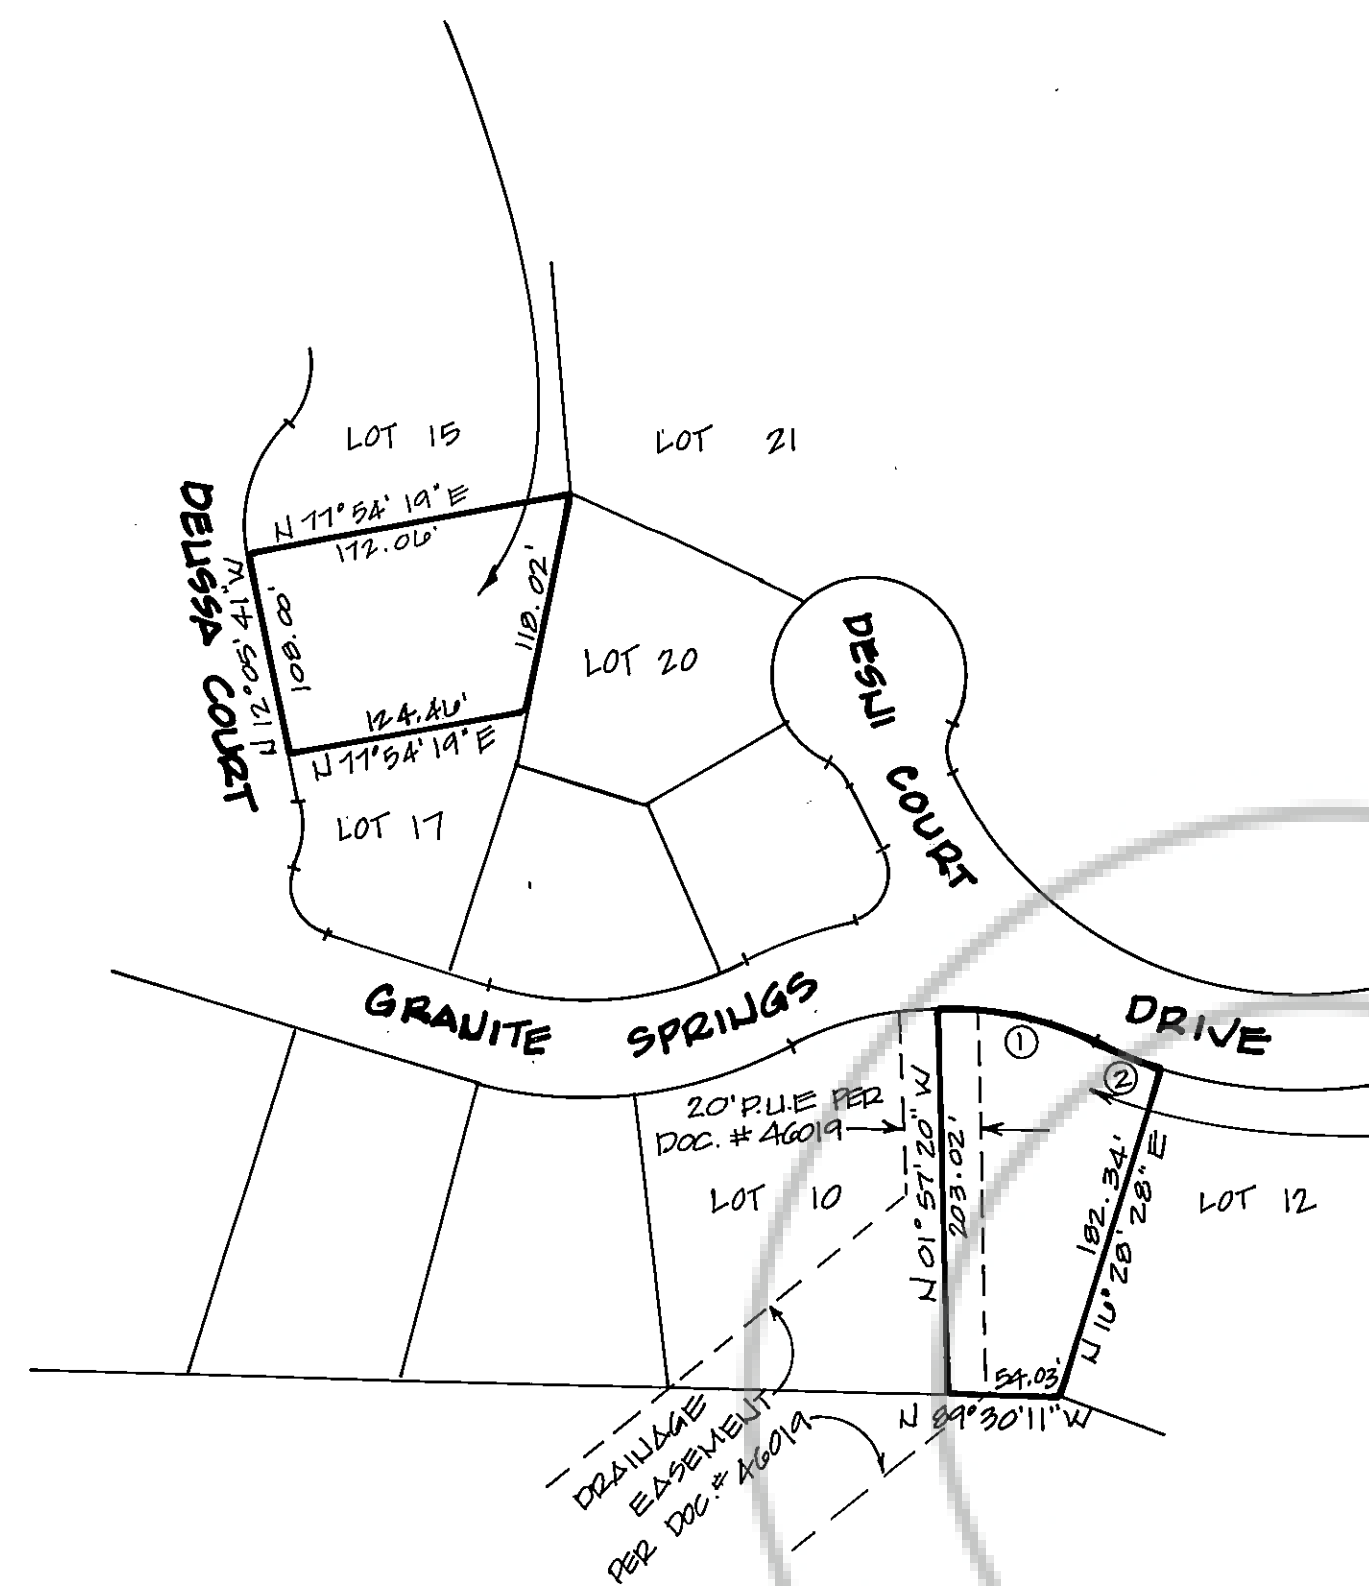 LOT 15
LOT 21
N 77°54'19"E
172.06'
DELISSA COURT
N 12°05'41"W
108.00'
118.02'
LOT 20
DESNI COURT
124.46'
N 77°54'19"E
LOT 17
GRANITE SPRINGS DRIVE
1
2
20' P.U.E PER
DOC. # 46019
N 01°57'20" W
203.02'
182.34'
N 16°28'28" E
LOT 10
LOT 12
54.03'
N 89°30'11" W
DRAINAGE
EASEMENT
PER DOC.# 46019